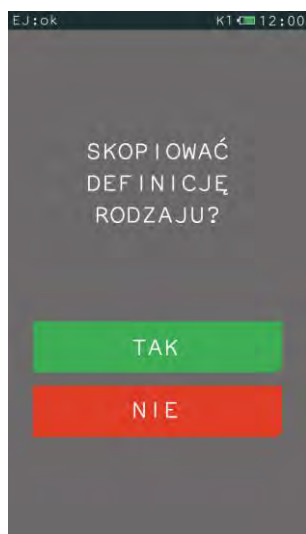 EJ:ok K1 12:00
SKOPIOWAĆ
DEFINICJĘ
RODZAJU?
TAK
NIE